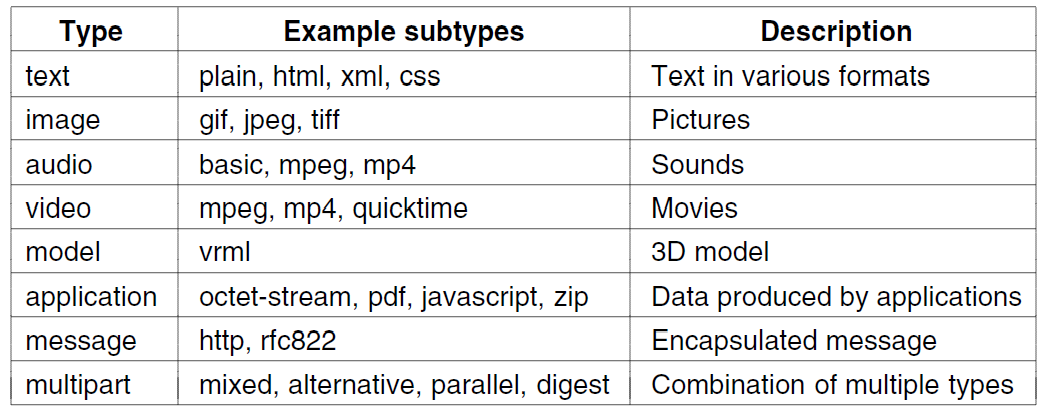 Type Example subtypes Description
text plain, html, xml, css Text in various formats
image gif, jpeg, tiff Pictures
audio basic, mpeg, mp4 Sounds
video mpeg, mp4, quicktime Movies
model vrml 3D model
application octet-stream, pdf, javascript, zip Data produced by applications
message http, rfc822 Encapsulated message
multipart mixed, alternative, parallel, digest Combination of multiple types